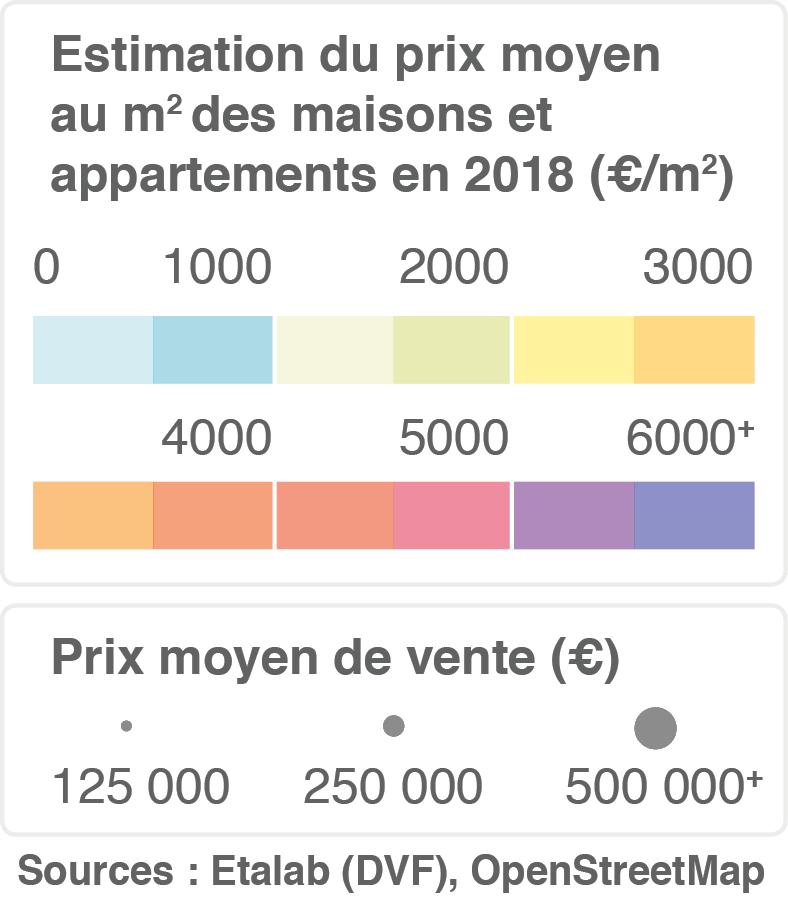 Estimation du prix moyen
au m² des maisons et
appartements en 2018 (€/m²)
0 1000 2000 3000
4000 5000 6000⁺
Prix moyen de vente (€)
125 000 250 000 500 000⁺
Sources : Etalab (DVF), OpenStreetMap